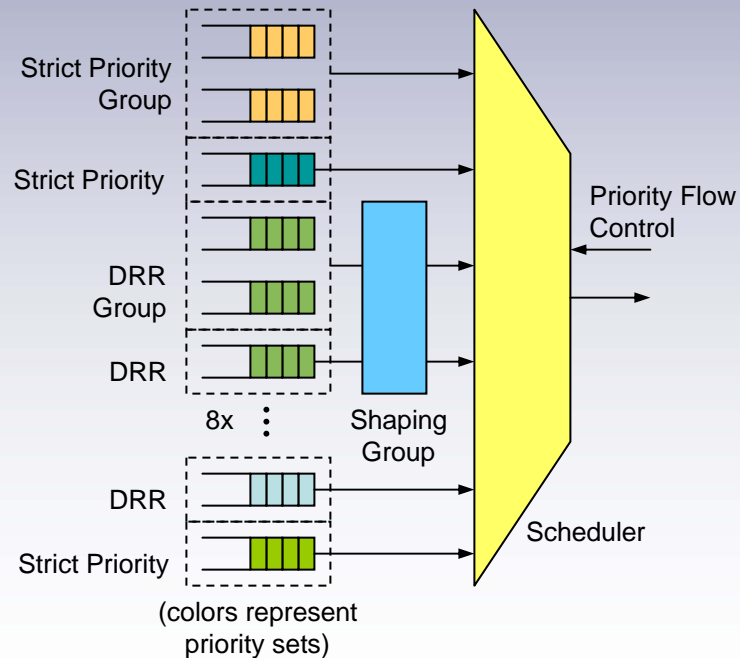 Strict Priority
Group
Strict Priority
Priority Flow
Control
DRR
Group
DRR
8x
Shaping
Group
DRR
Scheduler
Strict Priority
(colors represent
priority sets)